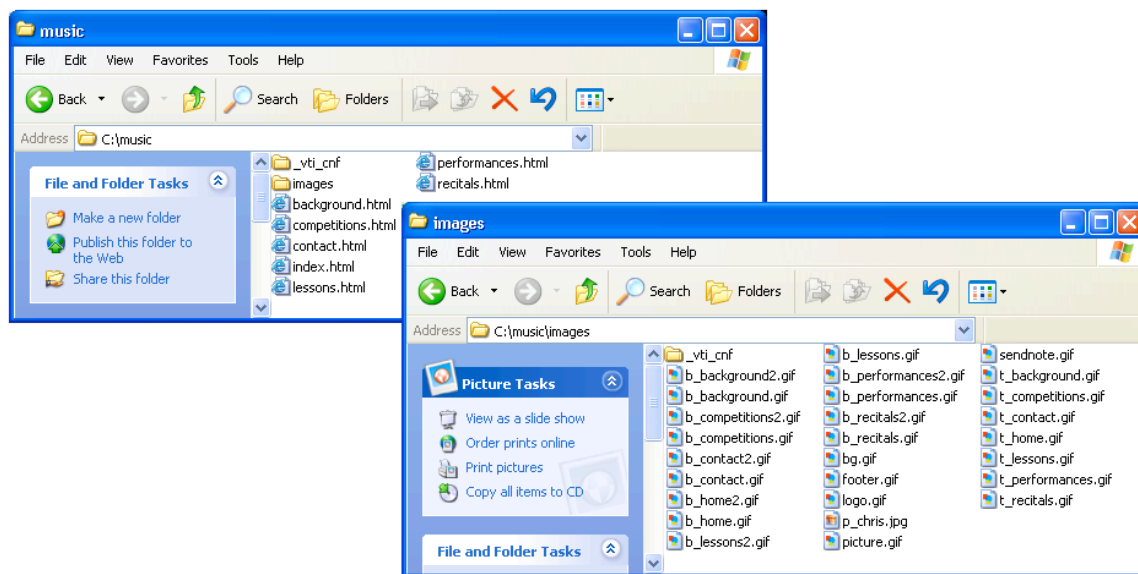 music
File Edit View Favorites Tools Help
Back Search Folders
Address C:\music
File and Folder Tasks
Make a new folder
Publish this folder to
the Web
Share this folder
_vti_cnf
images
background.html
competitions.html
contact.html
index.html
lessons.html
performances.html
recitals.html
images
File Edit View Favorites Tools Help
Back Search Folders
Address C:\music\images
Picture Tasks
View as a slide show
Order prints online
Print pictures
Copy all items to CD
File and Folder Tasks
_vti_cnf
b_background2.gif
b_background.gif
b_competitions2.gif
b_competitions.gif
b_contact2.gif
b_contact.gif
b_home2.gif
b_home.gif
b_lessons2.gif
b_lessons.gif
b_performances2.gif
b_performances.gif
b_recitals2.gif
b_recitals.gif
bg.gif
footer.gif
logo.gif
p_chris.jpg
picture.gif
sendnote.gif
t_background.gif
t_competitions.gif
t_contact.gif
t_home.gif
t_lessons.gif
t_performances.gif
t_recitals.gif